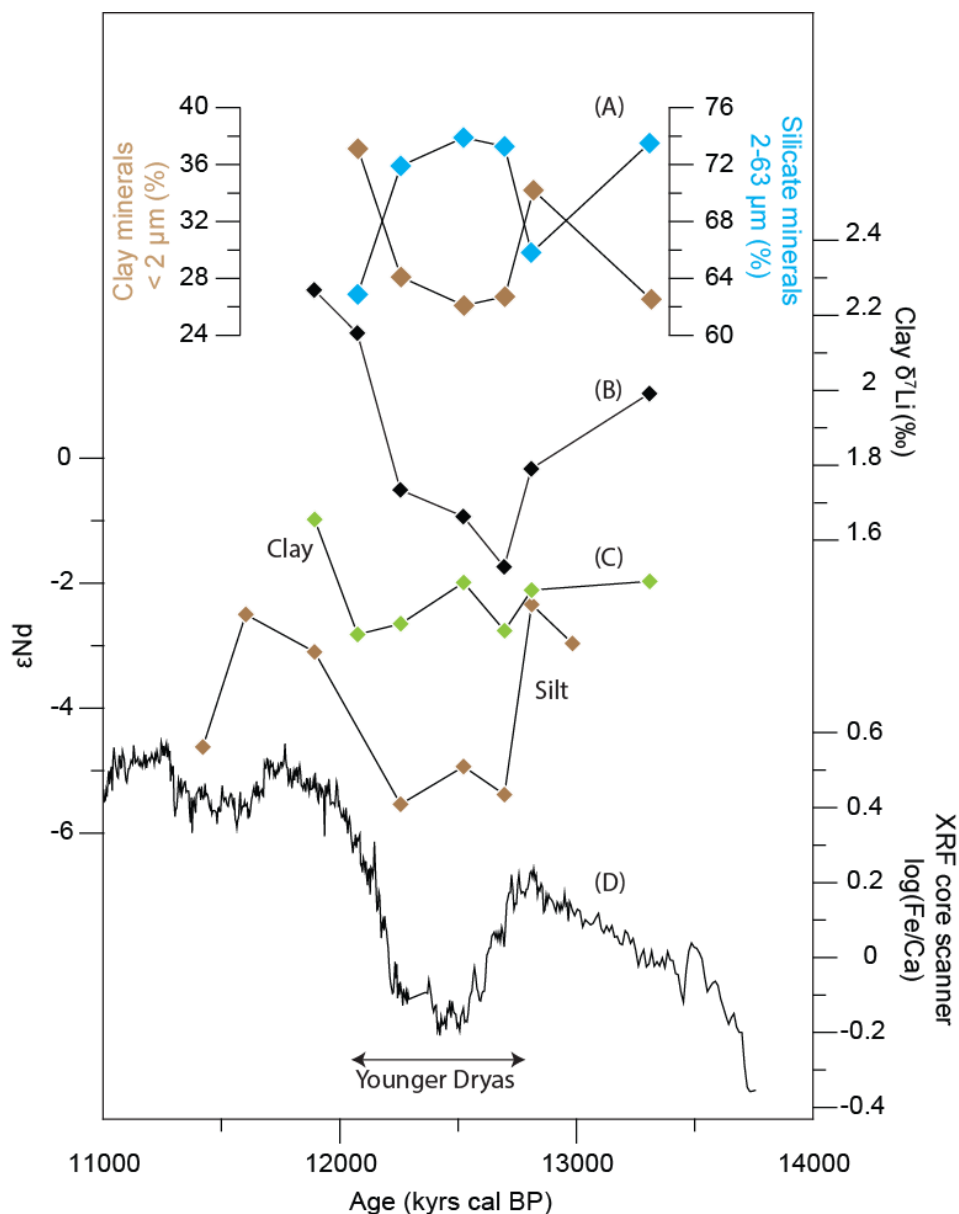 (A)
40
36
32
28
24
Clay minerals
< 2 µm (%)
76
72
68
64
60
Silicate minerals
2-63 µm (%)
2.4
2.2
2
1.8
1.6
Clay δ⁷Li (‰)
(B)
0
-2
-4
-6
εNd
Clay
(C)
Silt
0.6
0.4
0.2
0
-0.2
-0.4
XRF core scanner
log(Fe/Ca)
(D)
Younger Dryas
11000
12000
13000
14000
Age (kyrs cal BP)